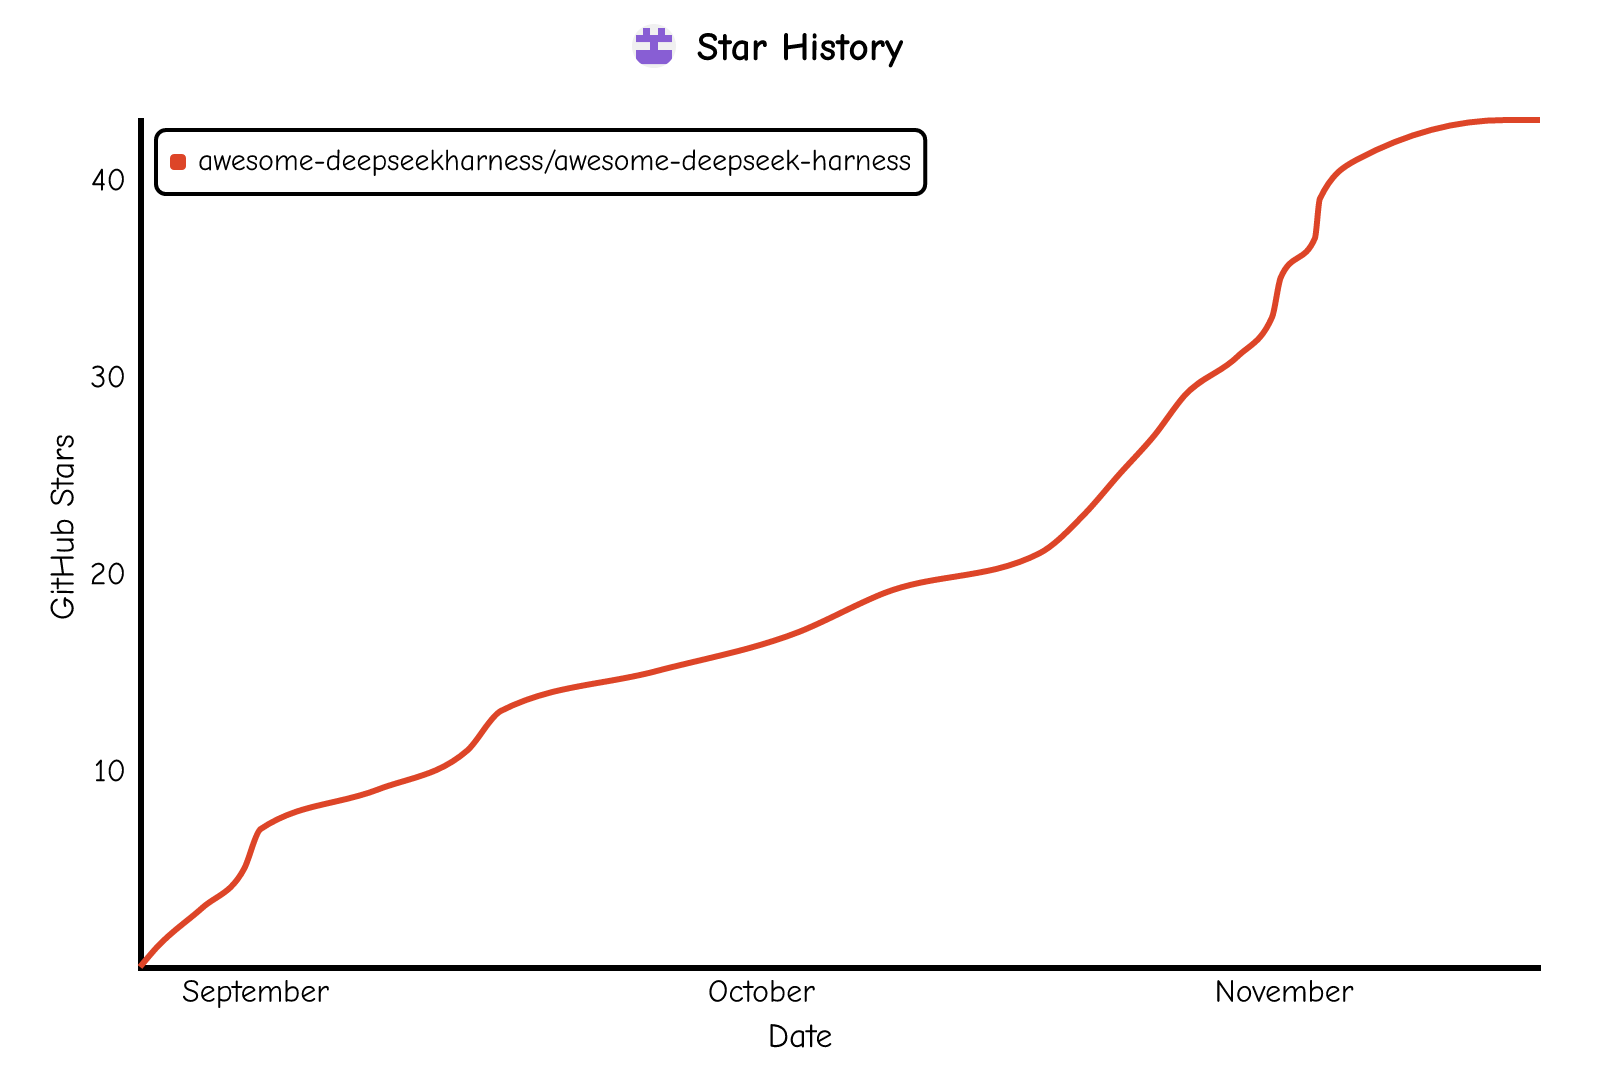 Star History
awesome-deepseekharness/awesome-deepseek-harness
40
30
20
10
GitHub Stars
September October November
Date